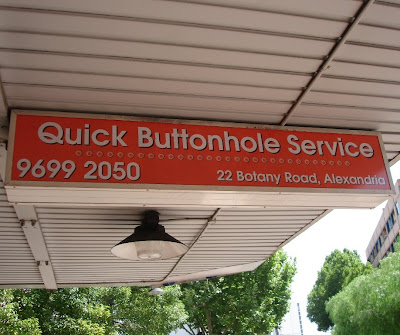 Quick Buttonhole Service
9699 2050 22 Botany Road, Alexandria